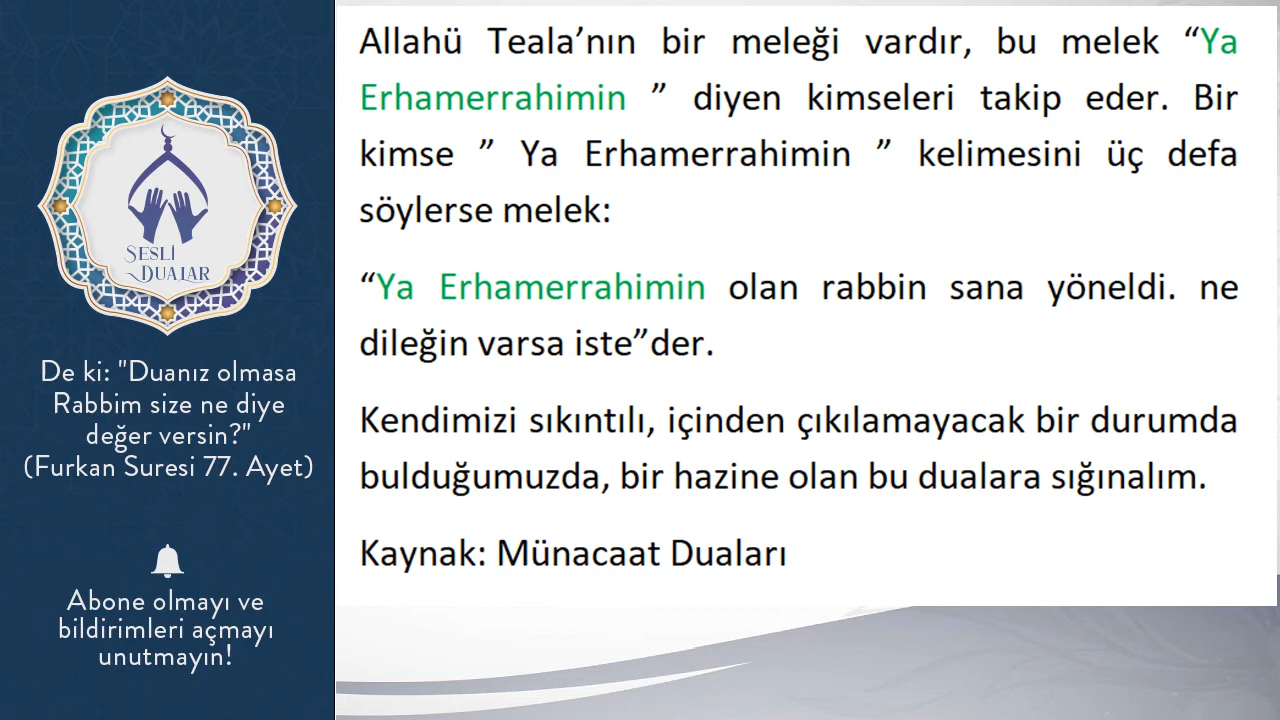 SESLİ
DUALAR
De ki: "Duanız olmasa
Rabbim size ne diye
değer versin?"
(Furkan Suresi 77. Ayet)
Abone olmayı ve
bildirimleri açmayı
unutmayın!
Allahü Teala’nın bir meleği vardır, bu melek “Ya
Erhamerrahimin ” diyen kimseleri takip eder. Bir
kimse ” Ya Erhamerrahimin ” kelimesini üç defa
söylerse melek:
“Ya Erhamerrahimin olan rabbin sana yöneldi. ne
dileğin varsa iste”der.
Kendimizi sıkıntılı, içinden çıkılamayacak bir durumda
bulduğumuzda, bir hazine olan bu dualara sığınalım.
Kaynak: Münacaat Duaları